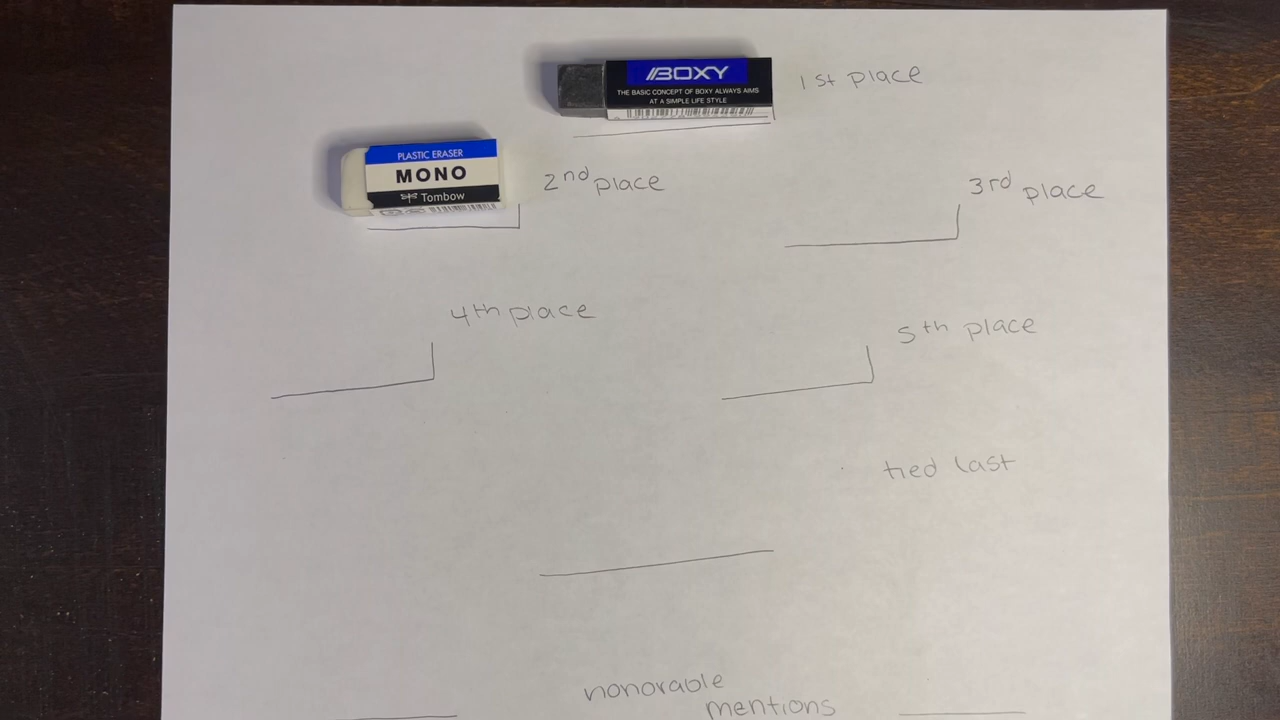 BOXY
THE BASIC CONCEPT OF BOXY ALWAYS AIMS
AT A SIMPLE LIFE STYLE
1st place
PLASTIC ERASER
MONO
Tombow
2nd place
3rd place
4th place
5th place
tied last
honorable
mentions